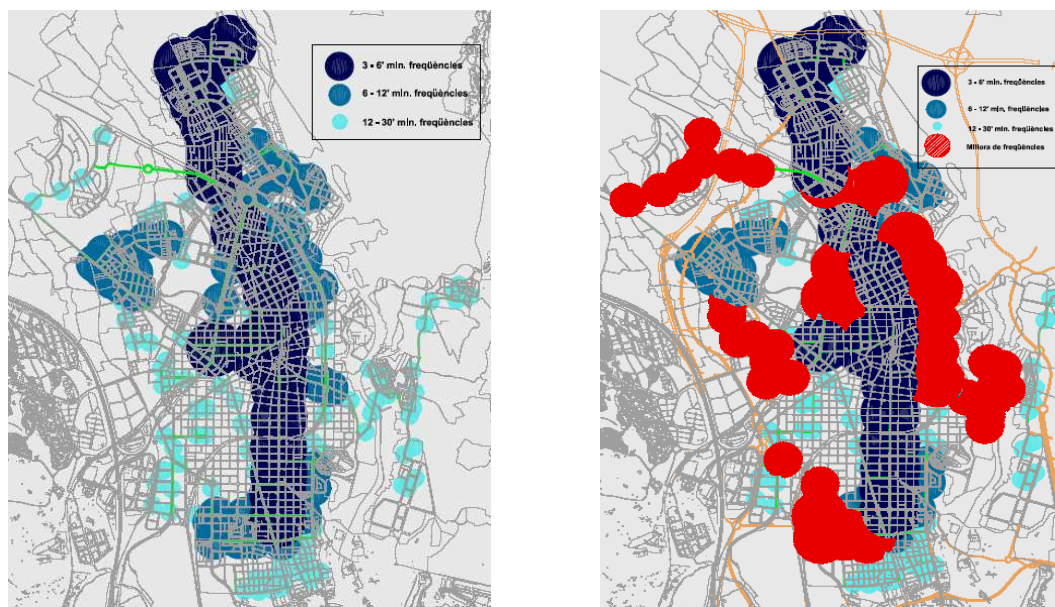 3 - 6' min. freqüències
6 - 12' min. freqüències
12 - 30' min. freqüències
3 - 6' min. freqüències
6 - 12' min. freqüències
12 - 30' min. freqüències
Millora de freqüències